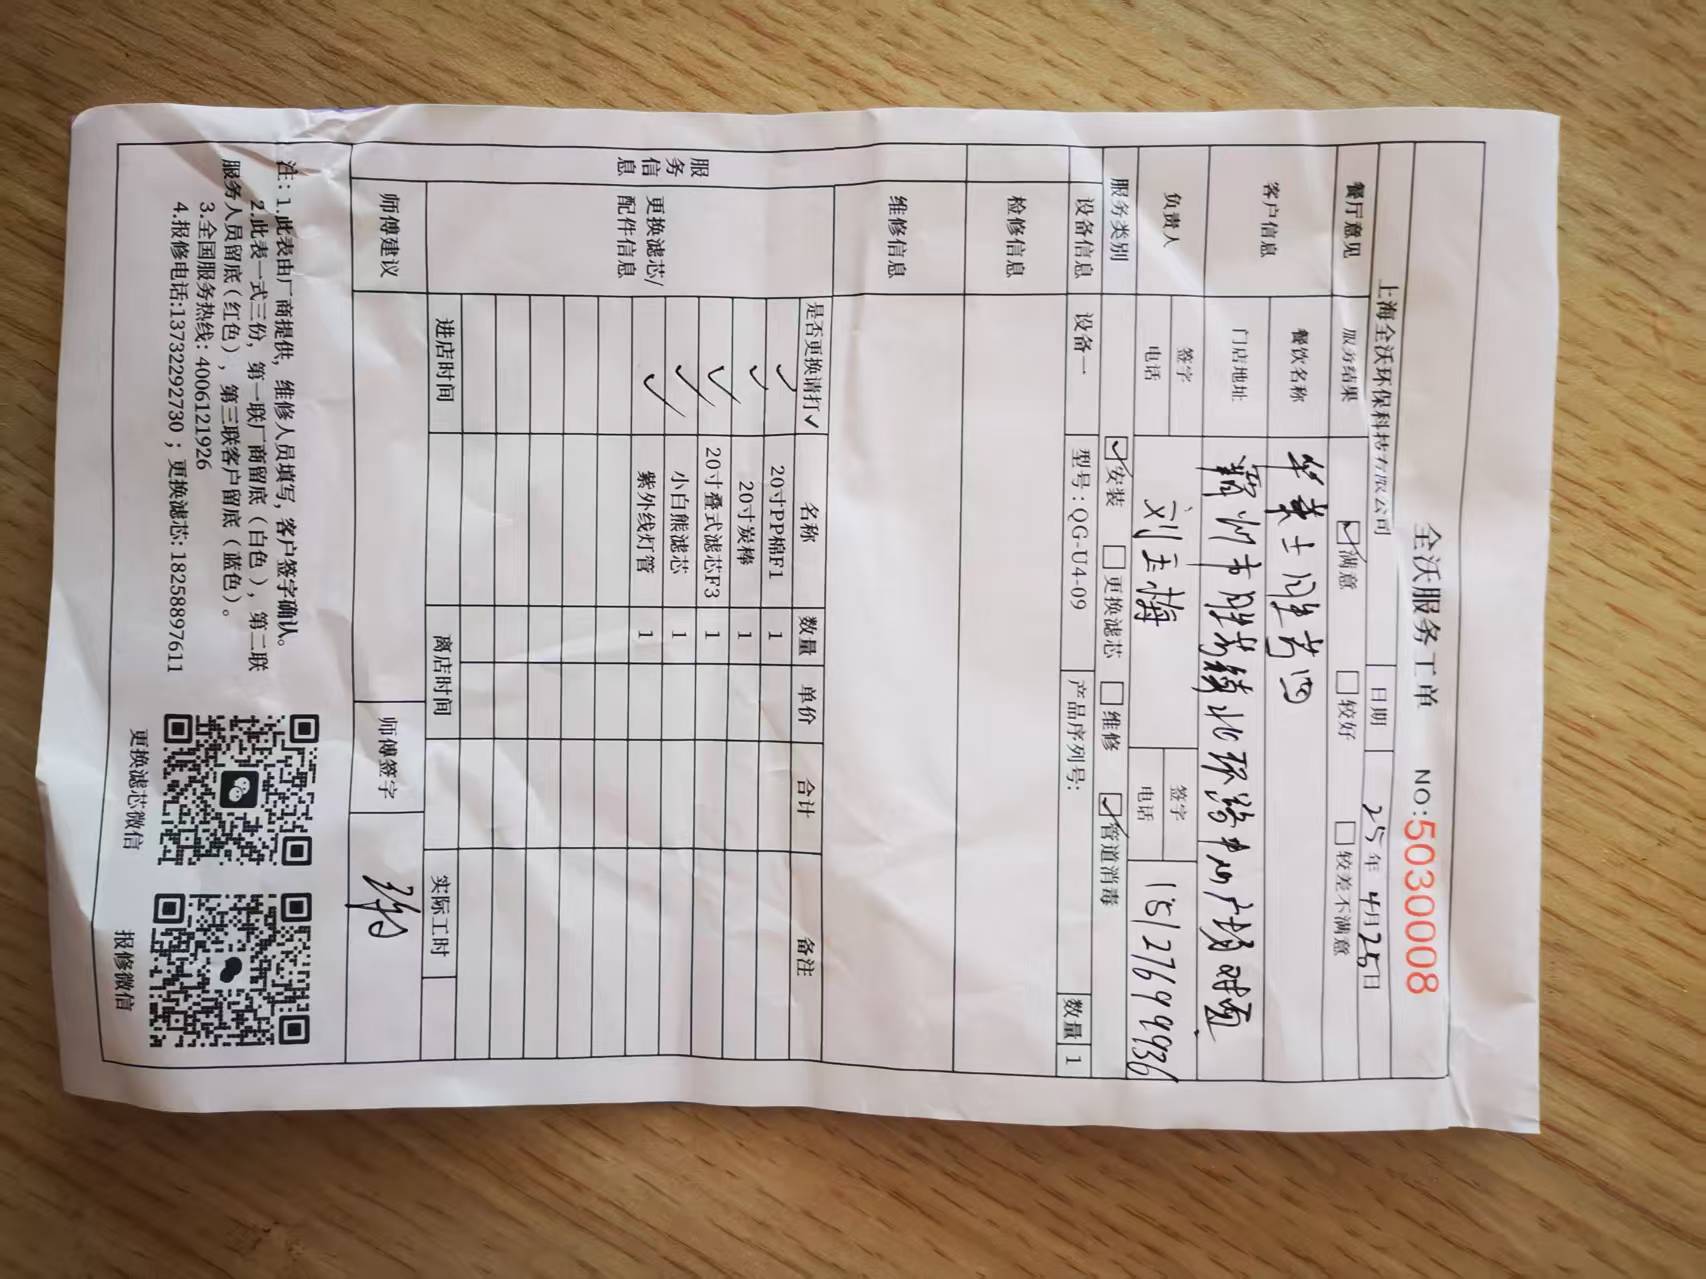 全沃服务工单 NO:5030008
上海全沃环保科技有限公司 日期 25年4月25日
餐厅意见 服务结果 ☑满意 □较好 □较差不满意
客户信息 餐饮名称 华莱士
门店地址 霸州市胜芳镇北环路
负责人 签字 刘 梅 签字
电话 电话 15127699936
服务类别 ☑安装 □更换滤芯 □维修 ☑管道消毒
设备信息 设备一 型号:QG-U4-09 产品序列号: 数量 1
服务信息
检修信息
维修信息
更换滤芯/配件信息
是否更换请打✓ 名称 数量 单价 合计 备注
✓ 20寸PP棉F1 1
✓ 20寸炭棒 1
✓ 20寸叠式滤芯F3 1
✓ 小白熊滤芯 1
✓ 紫外线灯管 1
进店时间 离店时间 实际工时
师傅建议 师傅签字
注:1.此表由厂商提供,维修人员填写,客户签字确认。
2.此表一式三份,第一联厂商留底(白色),第二联
服务人员留底(红色),第三联客户留底(蓝色)。
3.全国服务热线:4006121926
4.报修电话:13732292730;更换滤芯:18258897611
更换滤芯微信 报修微信